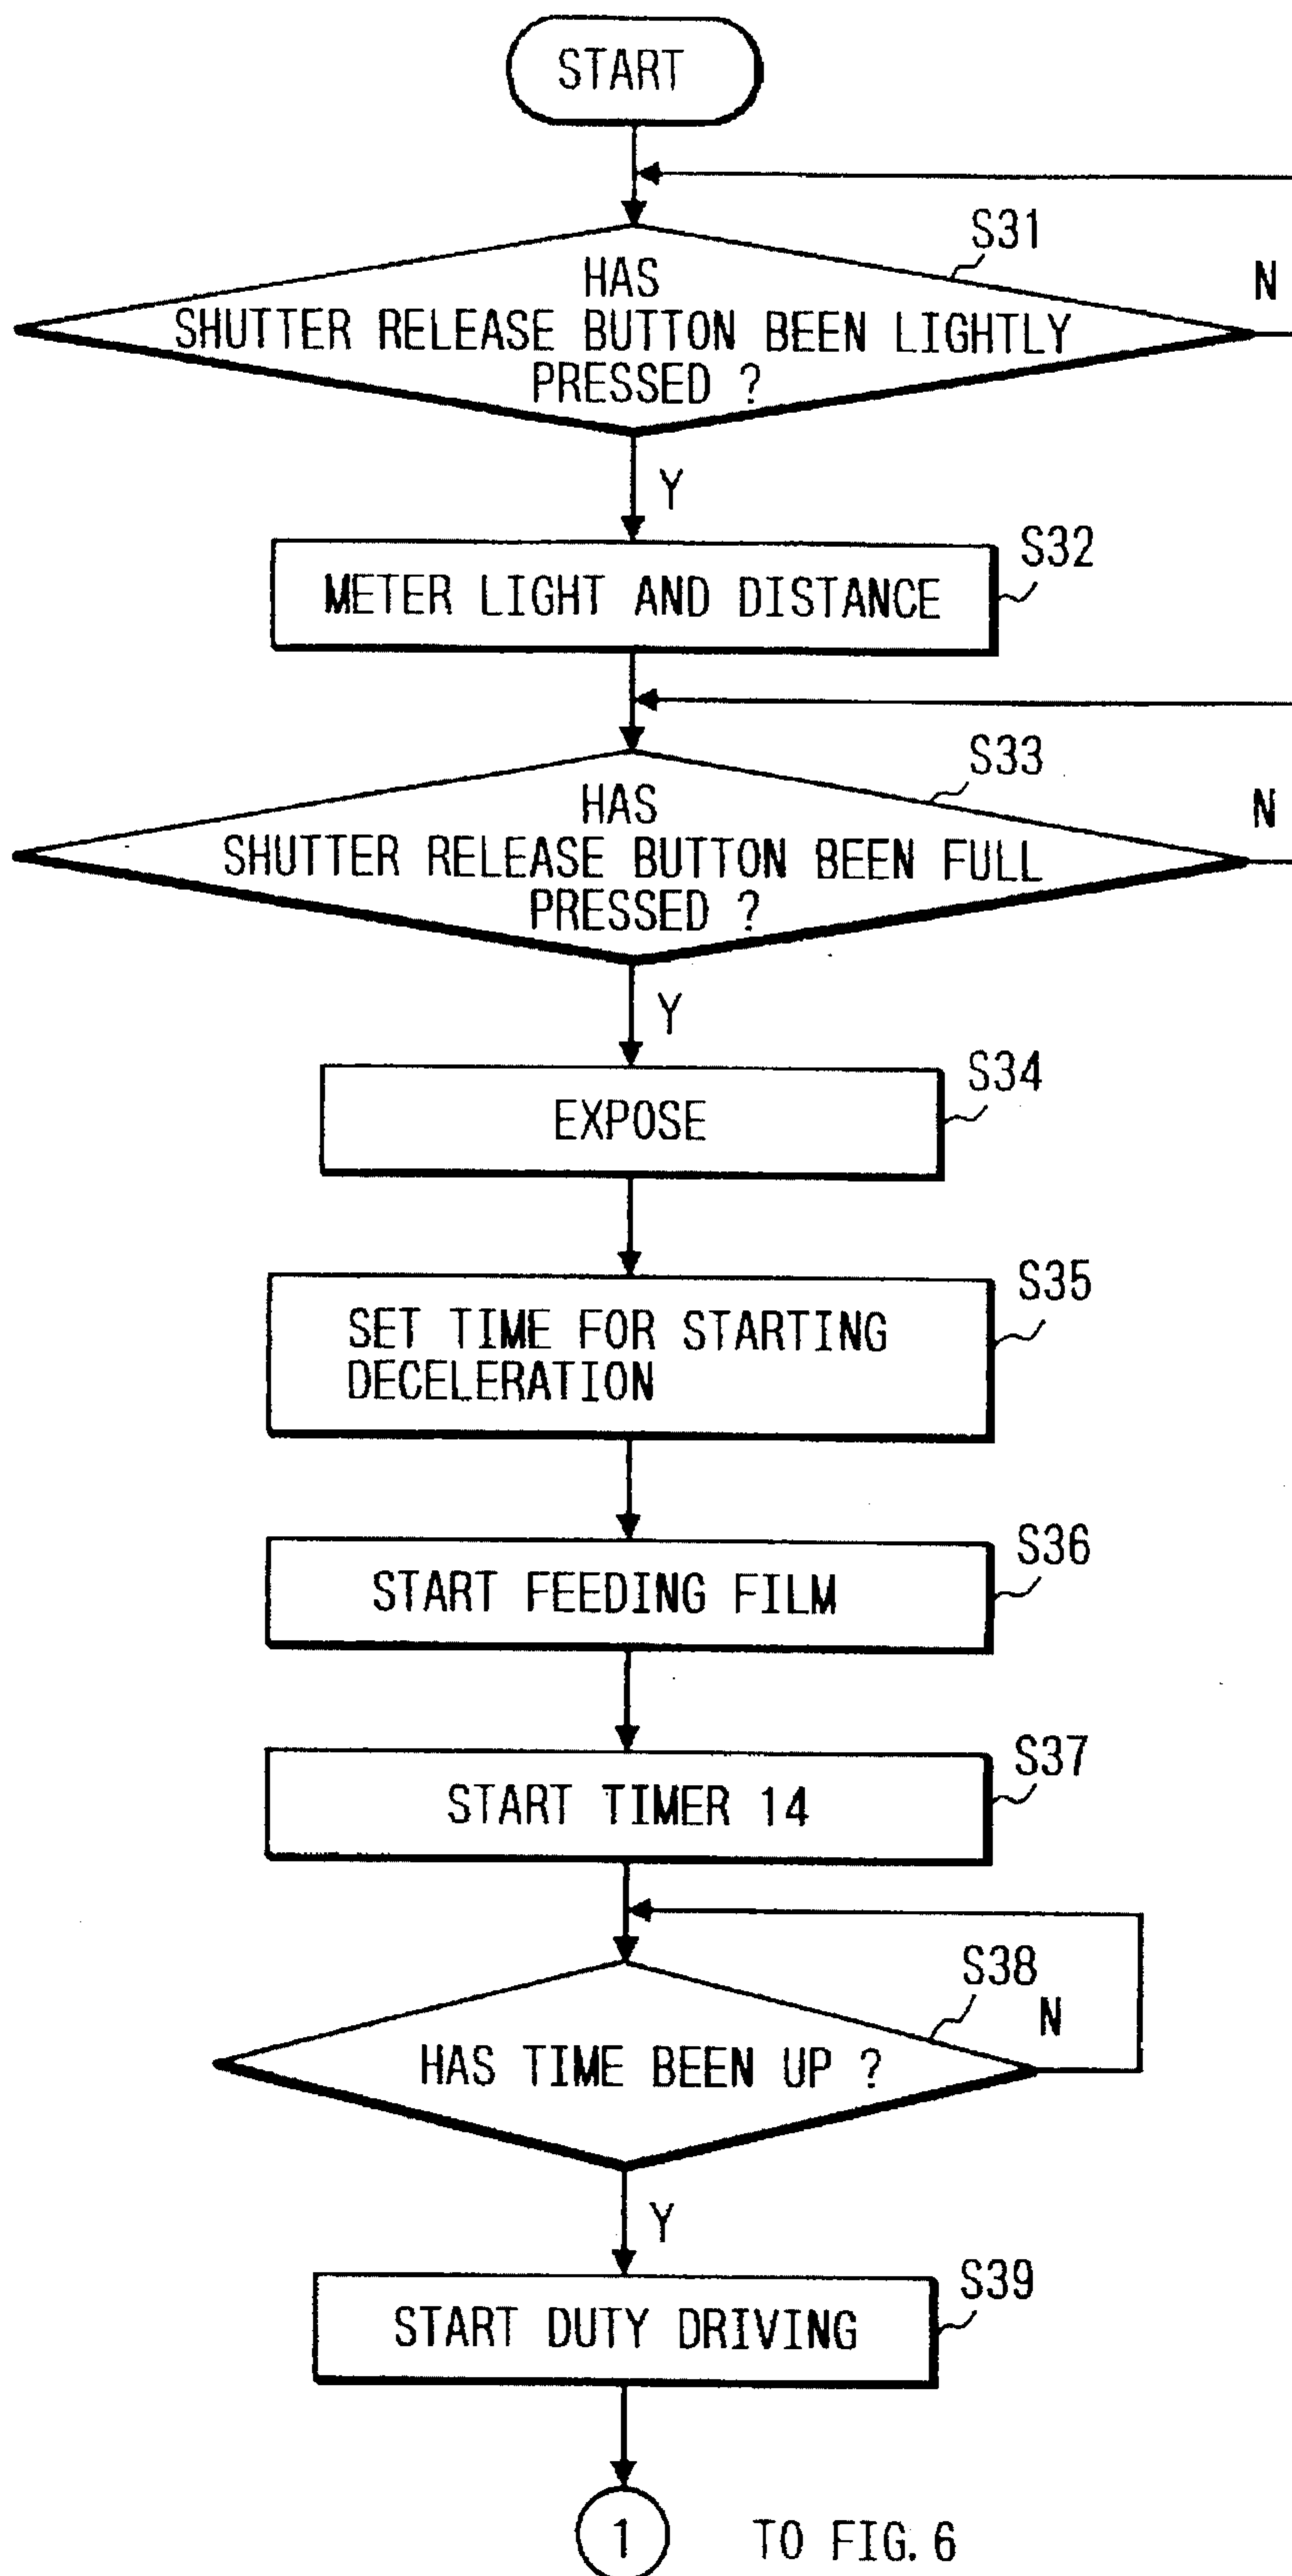 START
S31
HAS
N
SHUTTER RELEASE BUTTON BEEN LIGHTLY
PRESSED ?
Y
S32
METER LIGHT AND DISTANCE
S33
HAS
N
SHUTTER RELEASE BUTTON BEEN FULL
PRESSED ?
Y
S34
EXPOSE
S35
SET TIME FOR STARTING
DECELERATION
S36
START FEEDING FILM
S37
START TIMER 14
S38
N
HAS TIME BEEN UP ?
Y
S39
START DUTY DRIVING
1 TO FIG. 6